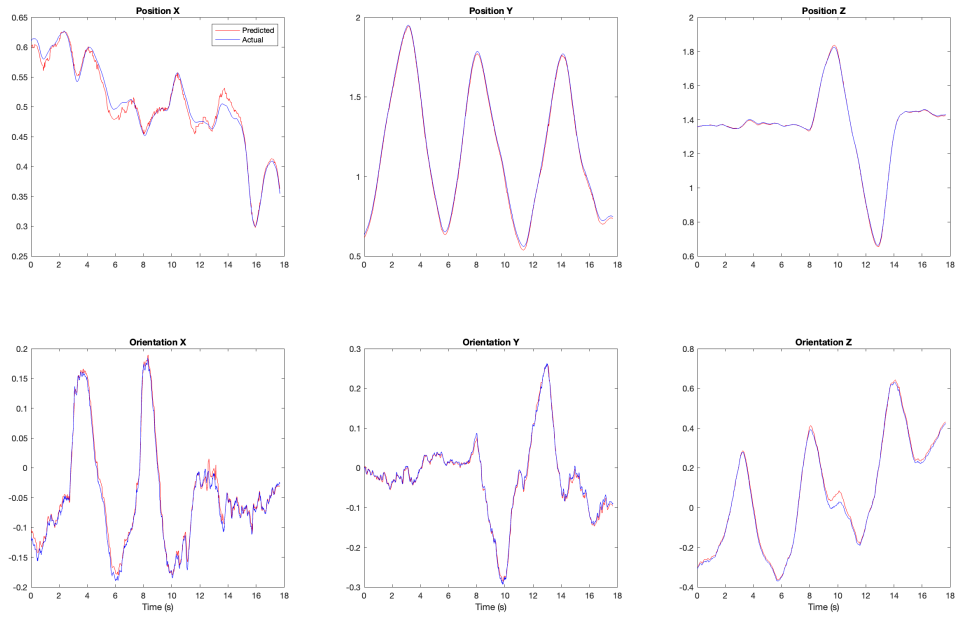 Position X
Predicted
Actual
0.65
0.6
0.55
0.5
0.45
0.4
0.35
0.3
0.25
0 2 4 6 8 10 12 14 16 18
Position Y
2
1.5
1
0.5
0 2 4 6 8 10 12 14 16 18
Position Z
2
1.8
1.6
1.4
1.2
1
0.8
0.6
0 2 4 6 8 10 12 14 16 18
Orientation X
0.2
0.15
0.1
0.05
0
-0.05
-0.1
-0.15
-0.2
0 2 4 6 8 10 12 14 16 18
Time (s)
Orientation Y
0.3
0.2
0.1
0
-0.1
-0.2
-0.3
0 2 4 6 8 10 12 14 16 18
Time (s)
Orientation Z
0.8
0.6
0.4
0.2
0
-0.2
-0.4
0 2 4 6 8 10 12 14 16 18
Time (s)